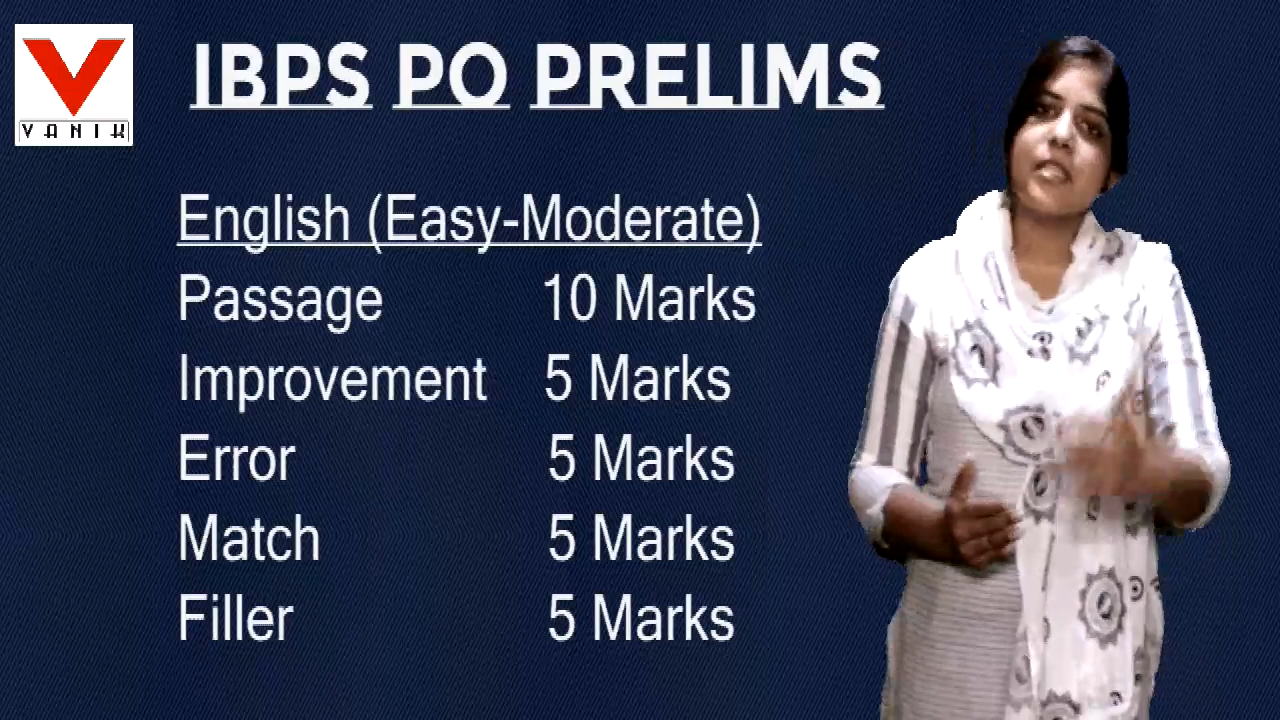 VANIK
IBPS PO PRELIMS
English (Easy-Moderate)
Passage 10 Marks
Improvement 5 Marks
Error 5 Marks
Match 5 Marks
Filler 5 Marks